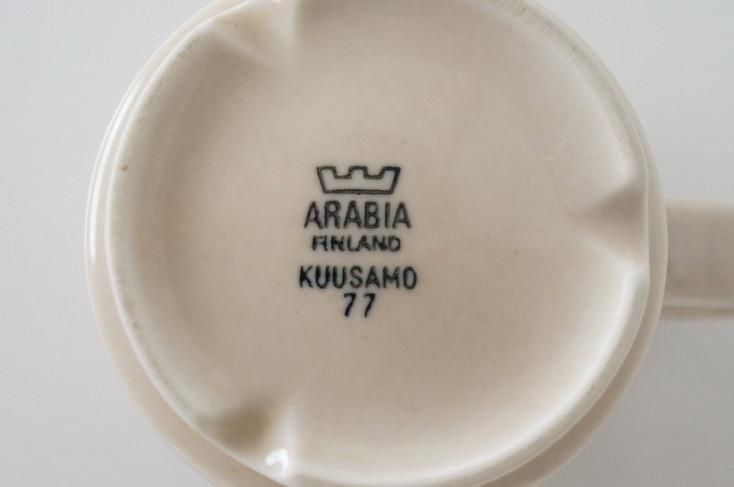 ARABIA
FINLAND
KUUSAMO
77